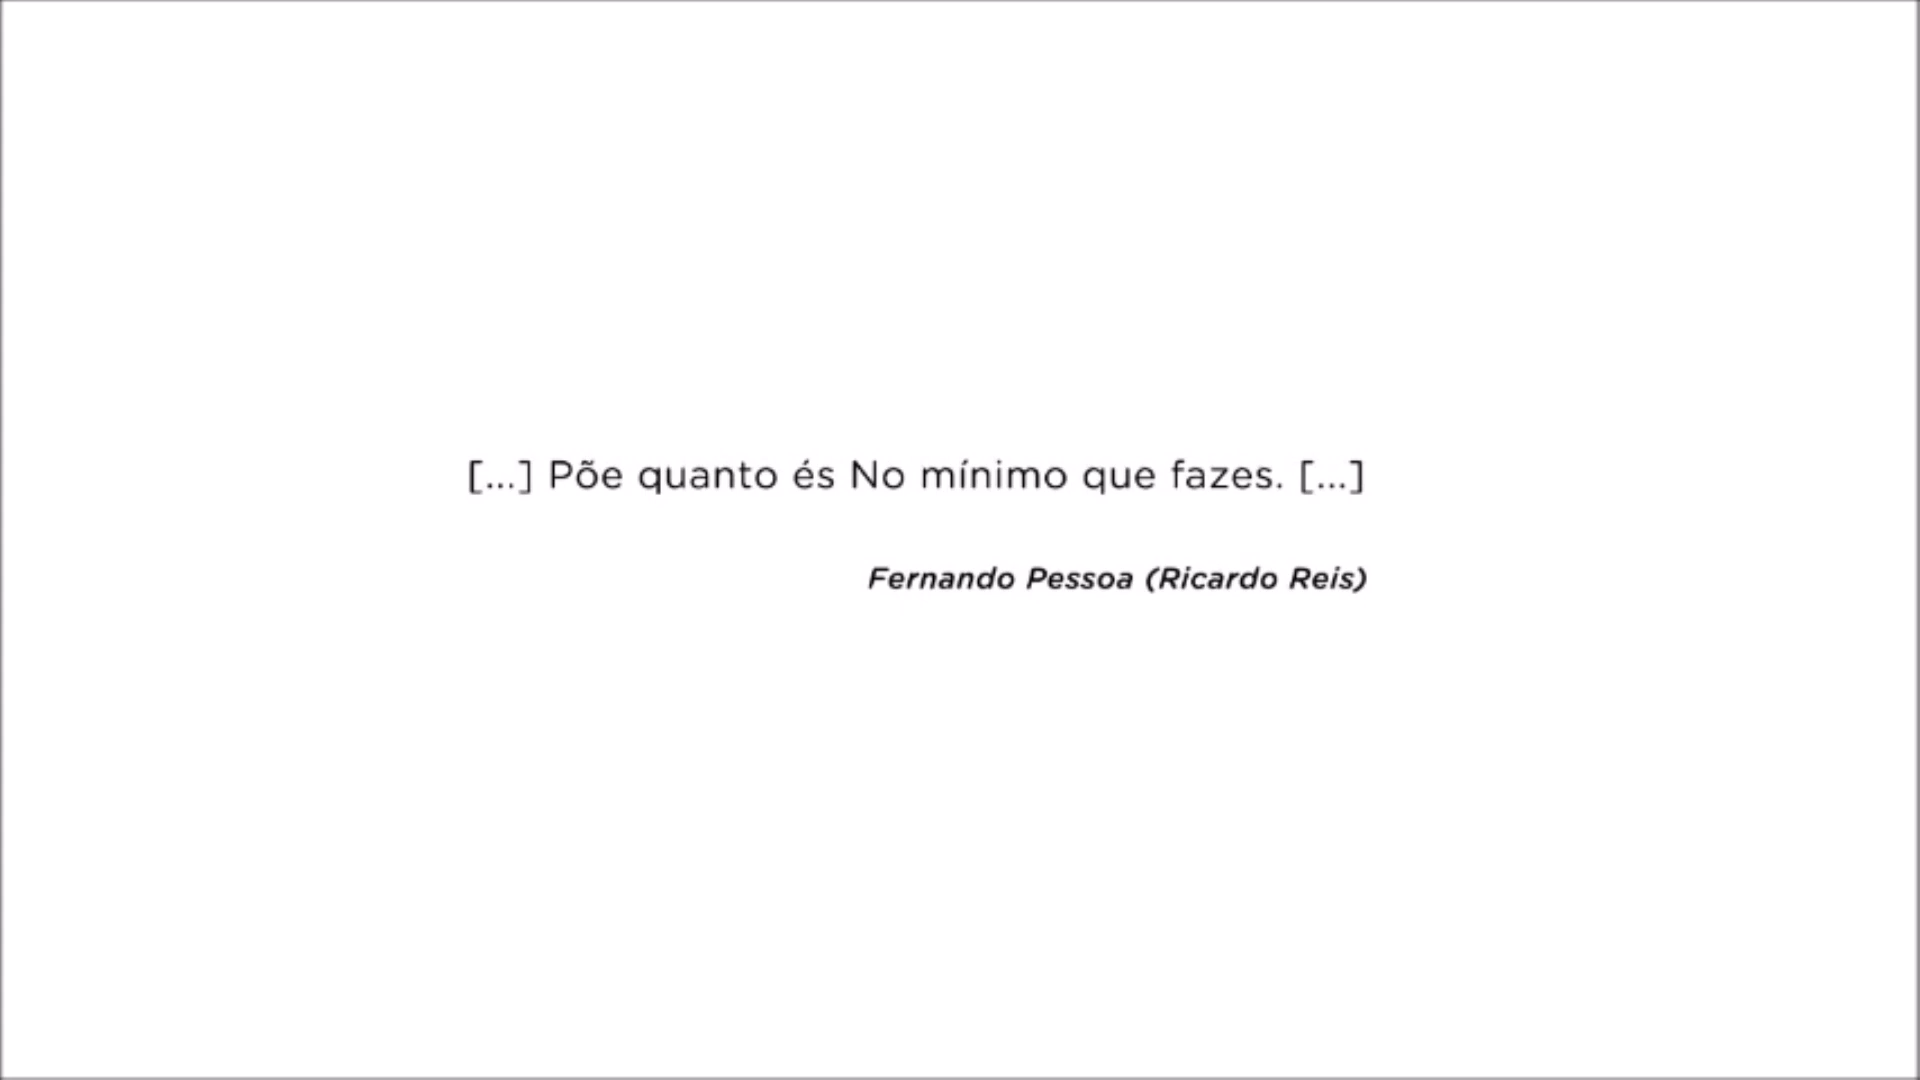 [...] Põe quanto és No mínimo que fazes. [...]
Fernando Pessoa (Ricardo Reis)